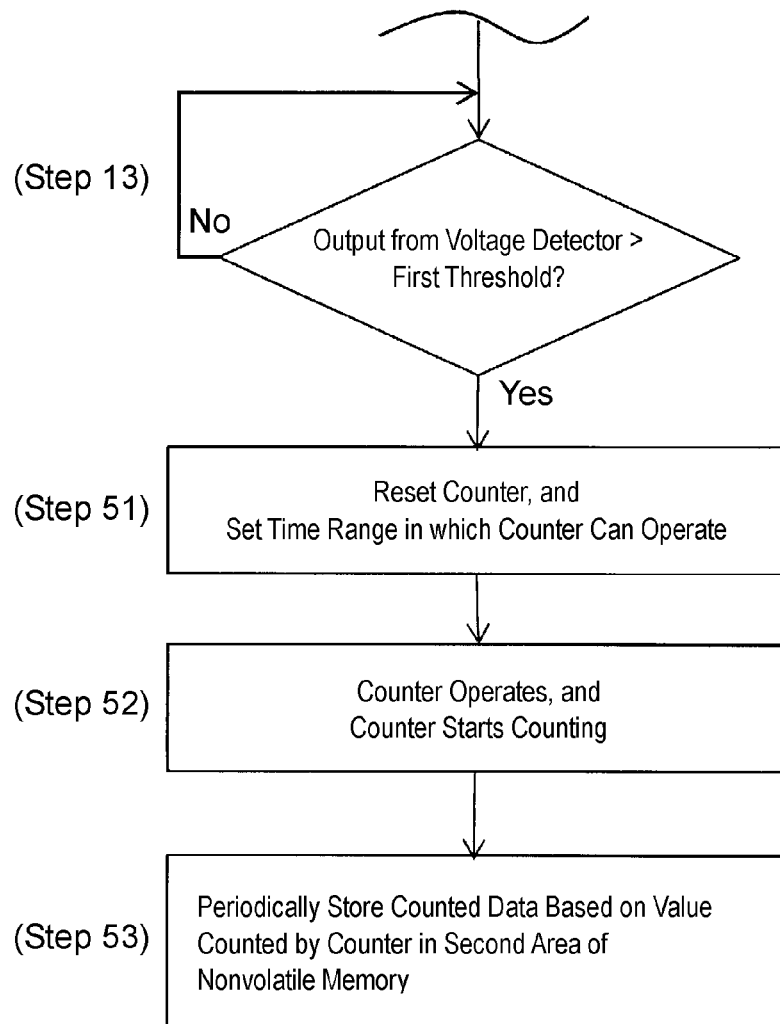 (Step 13)
No
Output from Voltage Detector >
First Threshold?
Yes
(Step 51)
Reset Counter, and
Set Time Range in which Counter Can Operate
(Step 52)
Counter Operates, and
Counter Starts Counting
(Step 53)
Periodically Store Counted Data Based on Value
Counted by Counter in Second Area of
Nonvolatile Memory